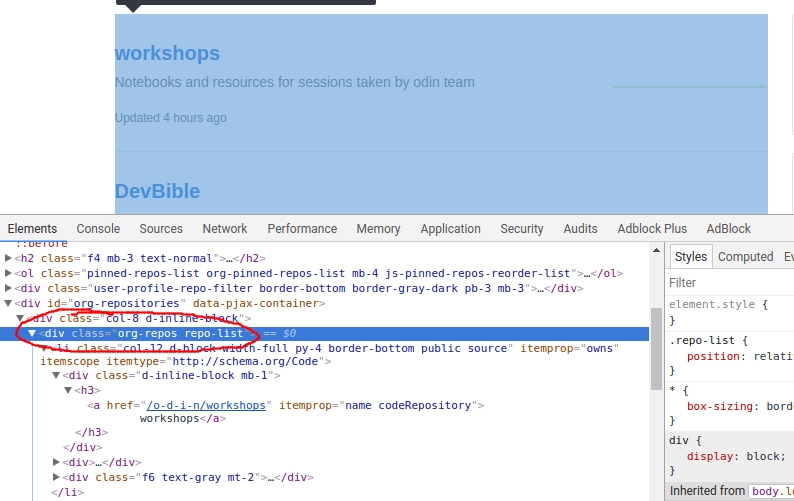 workshops
Notebooks and resources for sessions taken by odin team
Updated 4 hours ago
DevBible
Elements Console Sources Network Performance Memory Application Security Audits Adblock Plus AdBlock
::before
<h2 class="f4 mb-3 text-normal">…</h2>
<ol class="pinned-repos-list org-pinned-repos-list mb-4 js-pinned-repos-reorder-list">…</ol>
<div class="user-profile-repo-filter border-bottom border-gray-dark pb-3 mb-3">…</div>
<div id="org-repositories" data-pjax-container>
<div class="col-8 d-inline-block">
<div class="org-repos repo-list"> == $0
<li class="col-12 d-block width-full py-4 border-bottom public source" itemprop="owns"
itemscope itemtype="http://schema.org/Code">
<div class="d-inline-block mb-1">
<h3>
<a href="/o-d-i-n/workshops" itemprop="name codeRepository">
workshops</a>
</h3>
</div>
<div>…</div>
<div class="f6 text-gray mt-2">…</div>
</li>
Styles Computed Ev
Filter
element.style {
}
.repo-list {
position: relati
}
* {
box-sizing: bord
}
div {
display: block;
}
Inherited from body.lo